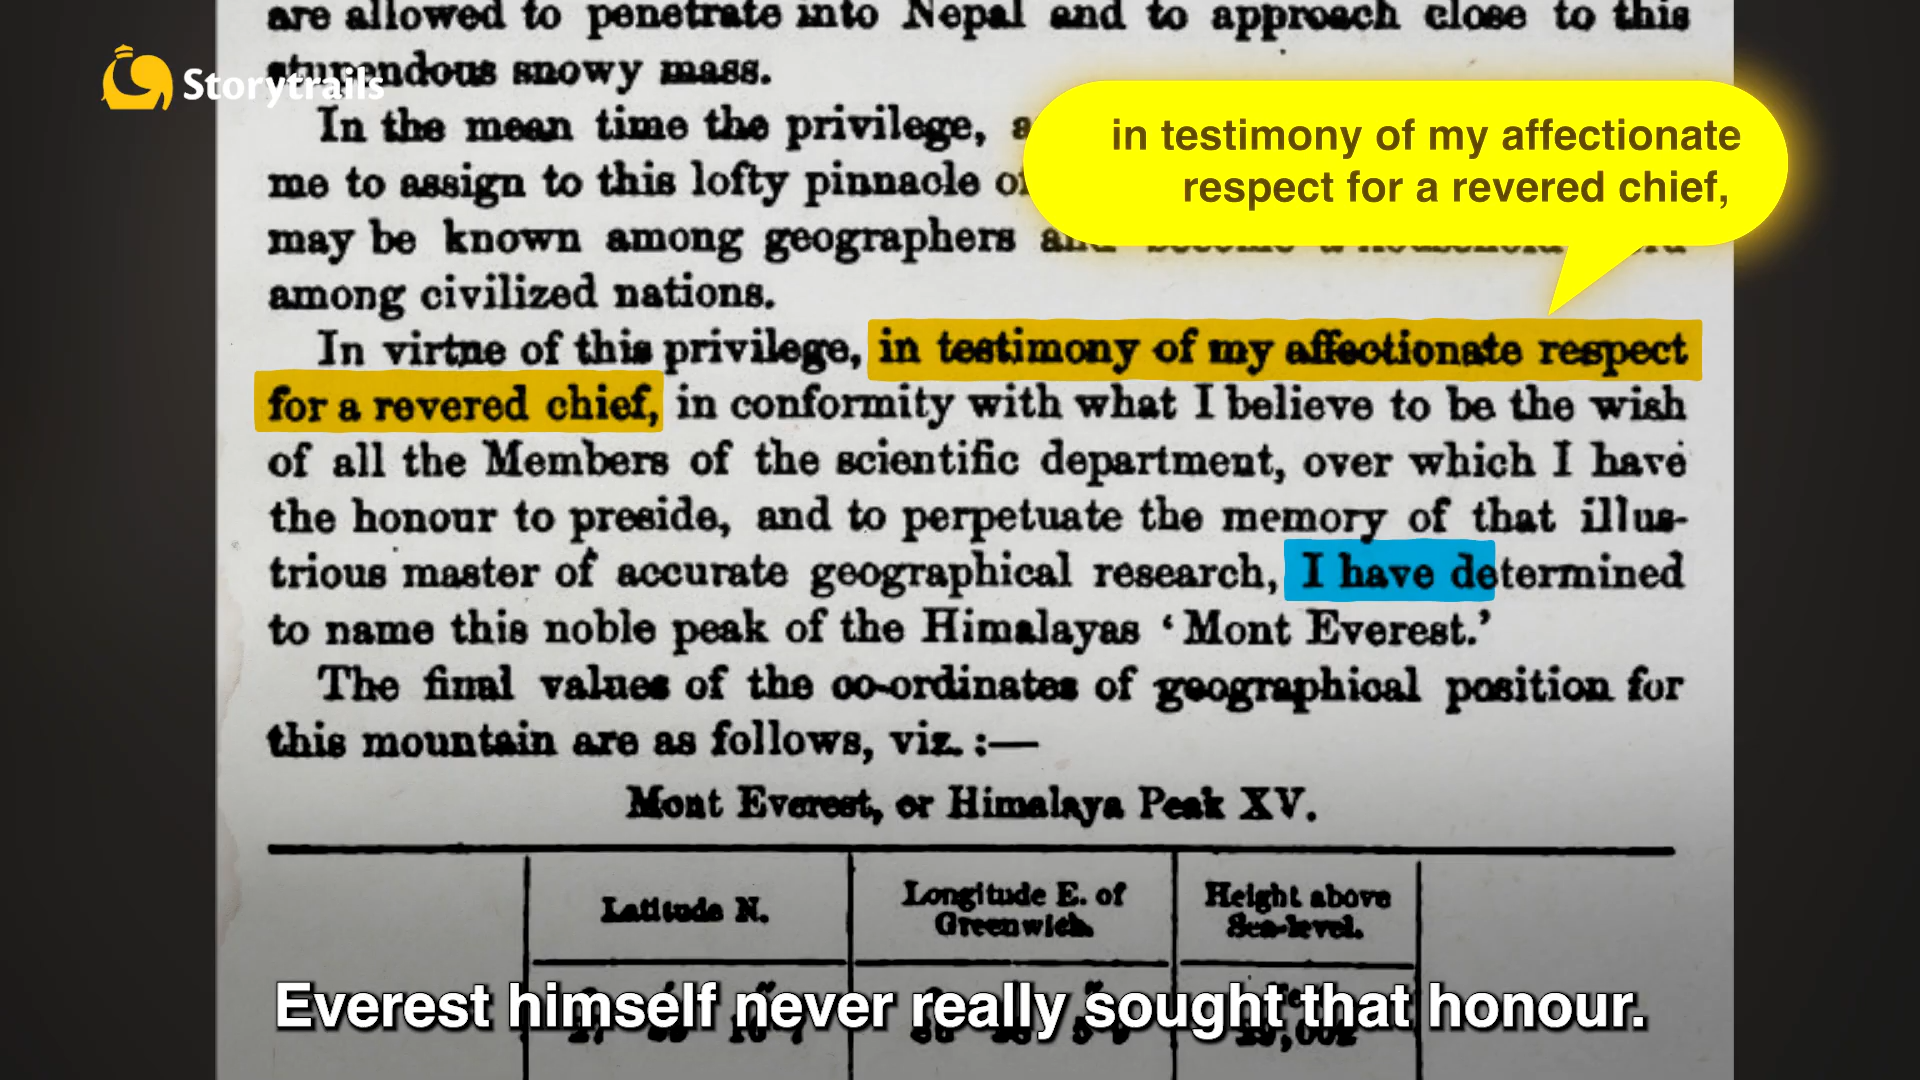 are allowed to penetrate into Nepal and to approach close to this
stupendous snowy mass.
Storytrails
In the mean time the privilege,
in testimony of my affectionate
respect for a revered chief,
me to assign to this lofty pinnacle
may be known among geographers and become a household
among civilized nations.
In virtue of this privilege, in testimony of my affectionate respect
for a revered chief, in conformity with what I believe to be the wish
of all the Members of the scientific department, over which I have
the honour to preside, and to perpetuate the memory of that illus-
trious master of accurate geographical research, I have determined
to name this noble peak of the Himalayas ‘Mont Everest.’
The final values of the co-ordinates of geographical position for
this mountain are as follows, viz. :—
Mont Everest, or Himalaya Peak XV.
Latitude N.
Longitude E. of
Greenwich.
Height above
Sea-level.
Everest himself never really sought that honour.